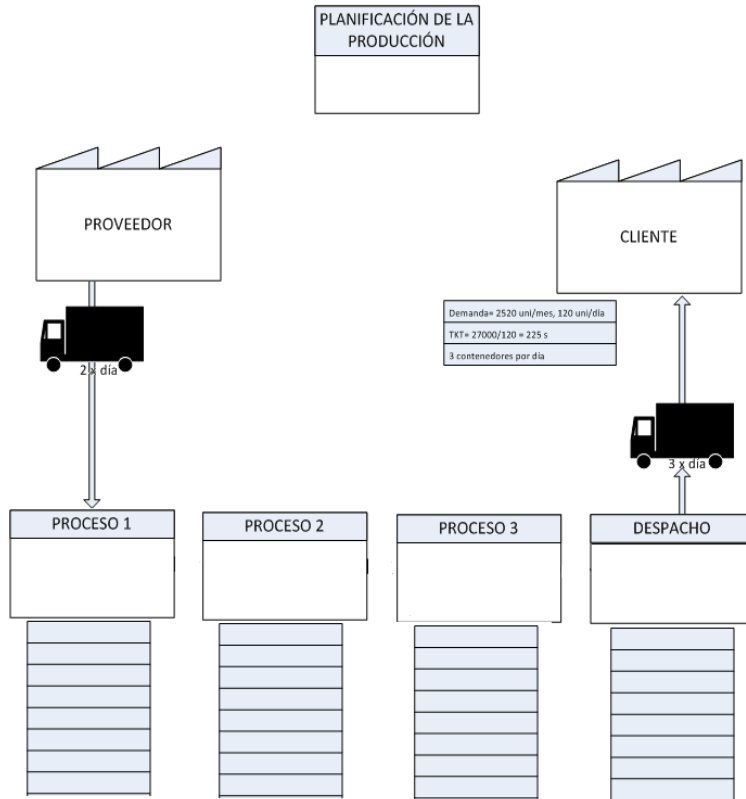 PLANIFICACIÓN DE LA
PRODUCCIÓN
PROVEEDOR
CLIENTE
Demanda= 2520 uni/mes, 120 uni/día
TKT= 27000/120 = 225 s
3 contenedores por día
2 x día
3 x día
PROCESO 1
PROCESO 2
PROCESO 3
DESPACHO